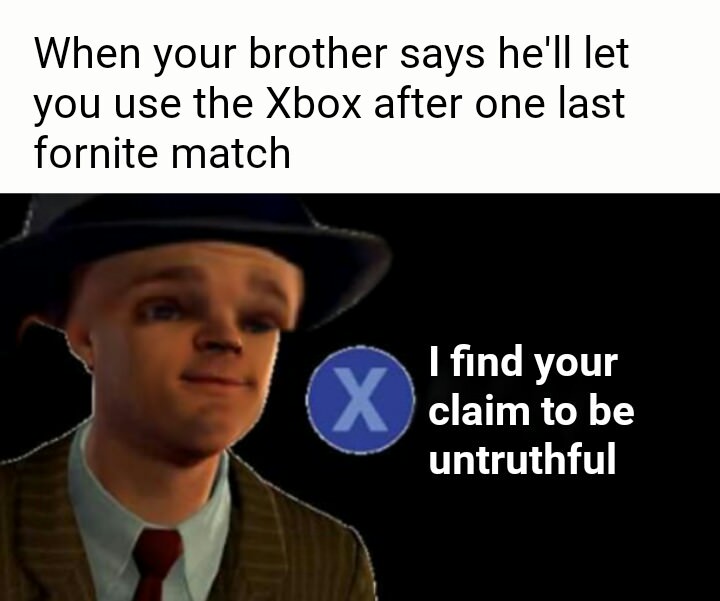 When your brother says he'll let
you use the Xbox after one last
fornite match
X
I find your
claim to be
untruthful